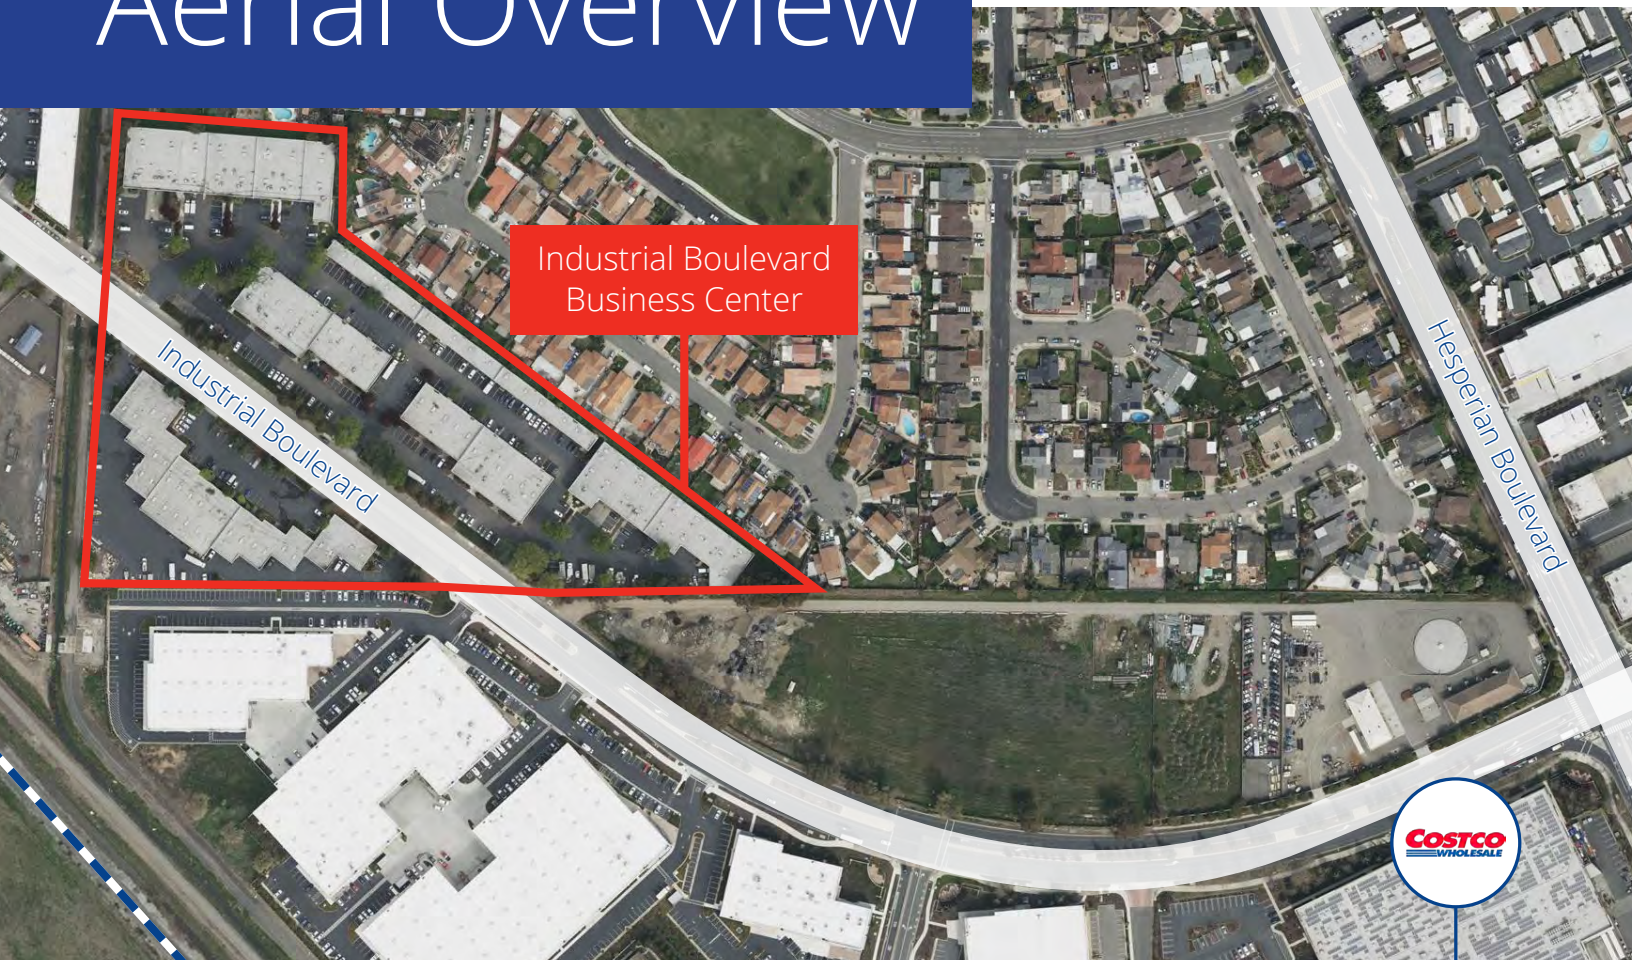 Aerial Overview
Industrial Boulevard
Business Center
Industrial Boulevard
Hesperian Boulevard
COSTCO
WHOLESALE